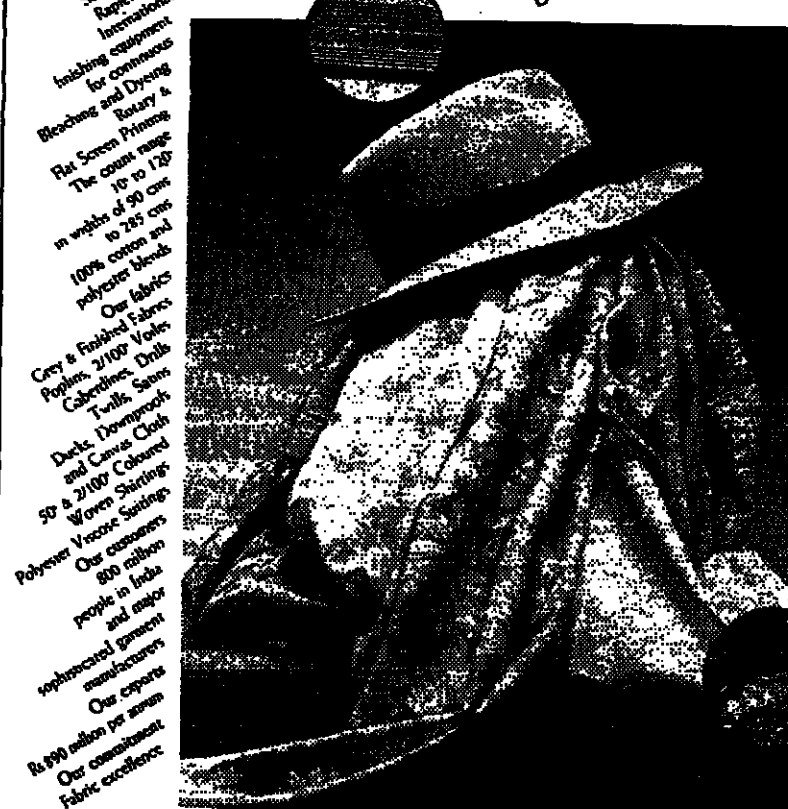 International
finishing equipment
for continuous
Bleaching and Dyeing
Rotary &
Flat Screen Printing
The count range
10s to 120s
in widths of 90 cms
to 285 cms
100% cotton and
polyester blends
Our fabrics
Grey & Finished Fabrics
Poplins, 2/100s Voiles
Gaberdines, Drills
Twills, Satins
Ducks, Downproofs
and Canvas Cloth
50s & 2/100s Coloured
Woven Shirtings
Polyester Viscose Suitings
Our customers
800 million
people in India
and major
sophisticated garment
manufacturers
Our exports
Rs 890 million per annum
Our commitment
Fabric excellence